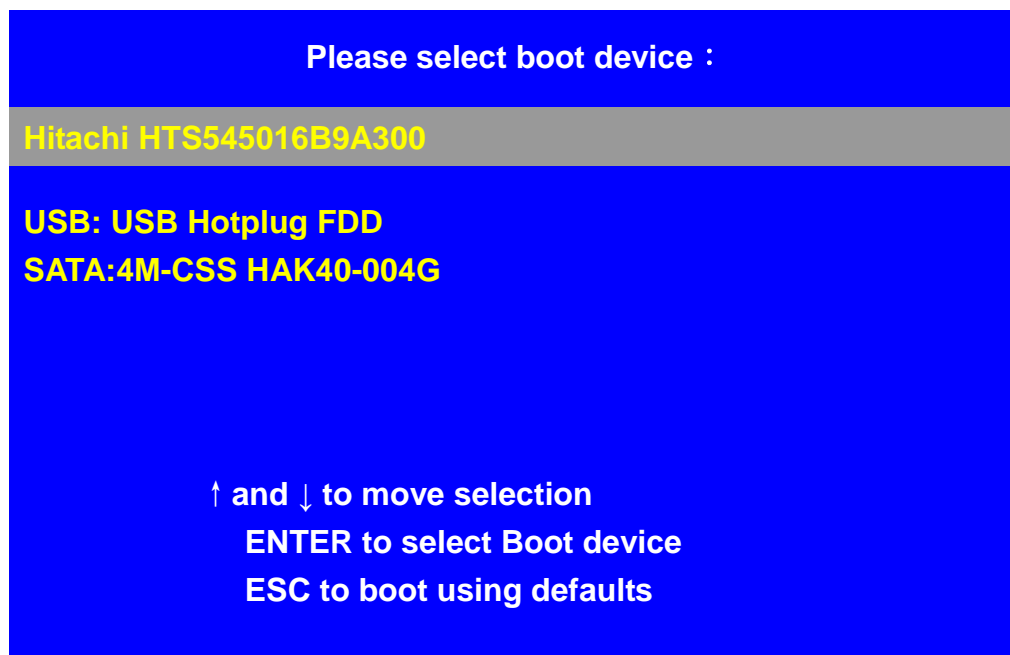 Please select boot device：
Hitachi HTS545016B9A300
USB: USB Hotplug FDD
SATA:4M-CSS HAK40-004G
↑ and ↓ to move selection
ENTER to select Boot device
ESC to boot using defaults